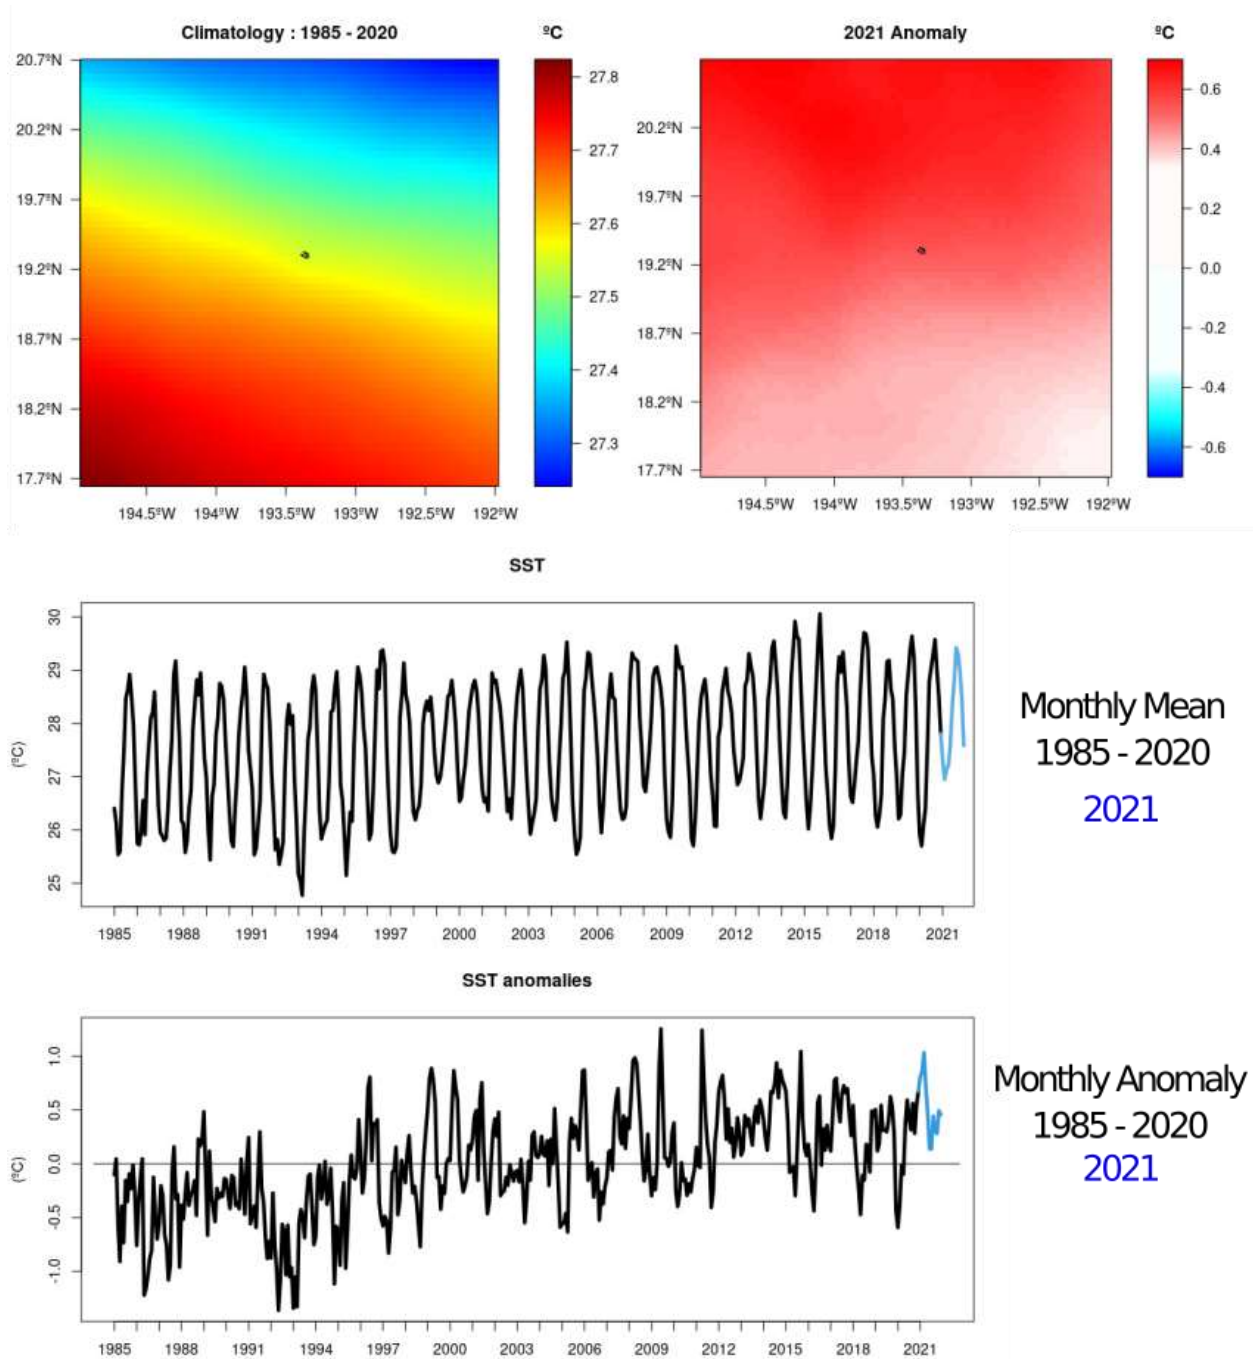 Climatology : 1985 - 2020
ºC
2021 Anomaly
ºC
20.7ºN
20.2ºN
19.7ºN
19.2ºN
18.7ºN
18.2ºN
17.7ºN
194.5ºW 194ºW 193.5ºW 193ºW 192.5ºW 192ºW
27.8
27.7
27.6
27.5
27.4
27.3
20.2ºN
19.7ºN
19.2ºN
18.7ºN
18.2ºN
17.7ºN
194.5ºW 194ºW 193.5ºW 193ºW 192.5ºW 192ºW
0.6
0.4
0.2
0.0
-0.2
-0.4
-0.6
SST
(ºC)
30
29
28
27
26
25
1985 1988 1991 1994 1997 2000 2003 2006 2009 2012 2015 2018 2021
Monthly Mean
1985 - 2020
2021
SST anomalies
(ºC)
1.0
0.5
0.0
-0.5
-1.0
1985 1988 1991 1994 1997 2000 2003 2006 2009 2012 2015 2018 2021
Monthly Anomaly
1985 - 2020
2021